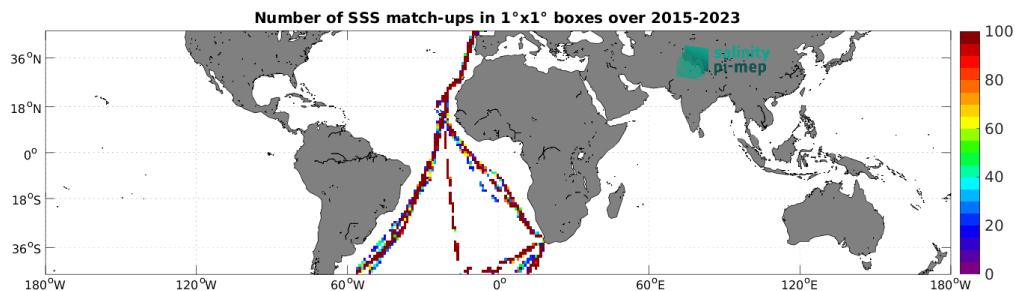 Number of SSS match-ups in 1°x1° boxes over 2015-2023
salinity
pi-mep
36°N
18°N
0°
18°S
36°S
180°W
120°W
60°W
0°
60°E
120°E
180°W
100
80
60
40
20
0